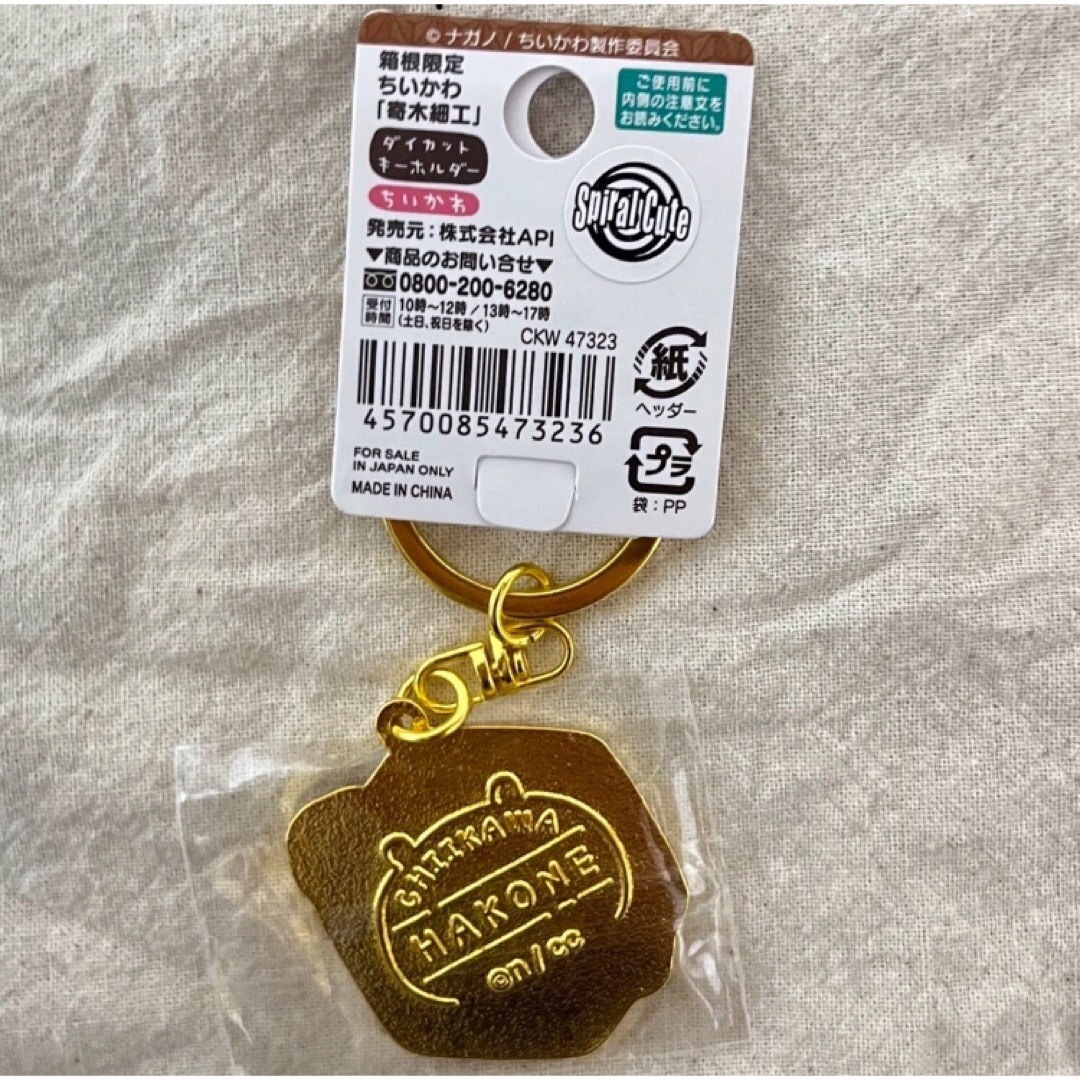 © ナガノ / ちいかわ製作委員会
箱根限定
ちいかわ
「寄木細工」
ダイカット
キーホルダー
ちいかわ
ご使用前に
内側の注意文を
お読みください。
Spiral Cute
発売元：株式会社API
▼商品のお問い合せ▼
0800-200-6280
受付時間 10時～12時 / 13時～17時
(土日、祝日を除く)
CKW 47323
4570085473236
紙
ヘッダー
プラ
袋：PP
FOR SALE
IN JAPAN ONLY
MADE IN CHINA
CHIIKAWA
HAKONE
©n/cc